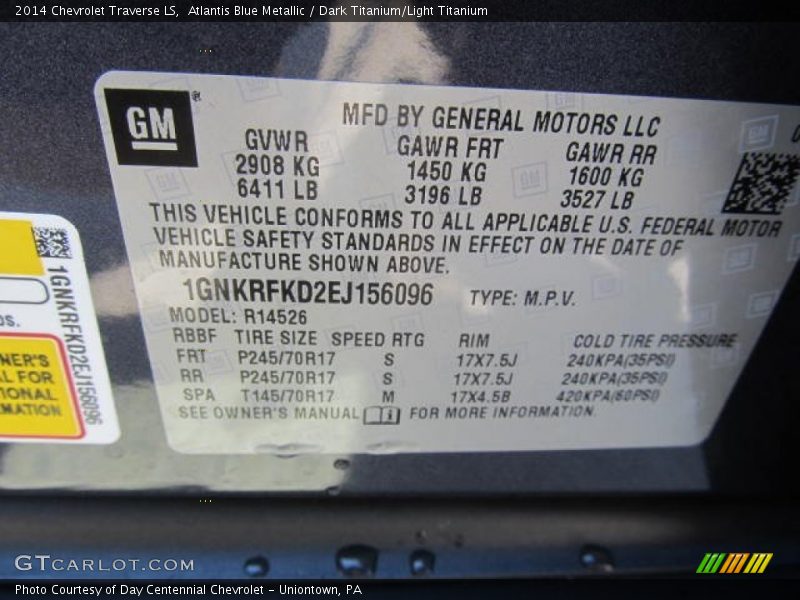 2014 Chevrolet Traverse LS, Atlantis Blue Metallic / Dark Titanium/Light Titanium
GM®
MFD BY GENERAL MOTORS LLC
GVWR GAWR FRT GAWR RR
2908 KG 1450 KG 1600 KG
6411 LB 3196 LB 3527 LB
THIS VEHICLE CONFORMS TO ALL APPLICABLE U.S. FEDERAL MOTOR
VEHICLE SAFETY STANDARDS IN EFFECT ON THE DATE OF
MANUFACTURE SHOWN ABOVE.
1GNKRFKD2EJ156096 TYPE: M.P.V.
MODEL: R14526
RBBF TIRE SIZE SPEED RTG RIM COLD TIRE PRESSURE
FRT P245/70R17 S 17X7.5J 240KPA(35PSI)
RR P245/70R17 S 17X7.5J 240KPA(35PSI)
SPA T145/70R17 M 17X4.5B 420KPA(60PSI)
SEE OWNER'S MANUAL FOR MORE INFORMATION.
1GNKRFKD2EJ156096
NER'S
L FOR
IONAL
MATION
GTCARLOT.COM
Photo Courtesy of Day Centennial Chevrolet - Uniontown, PA